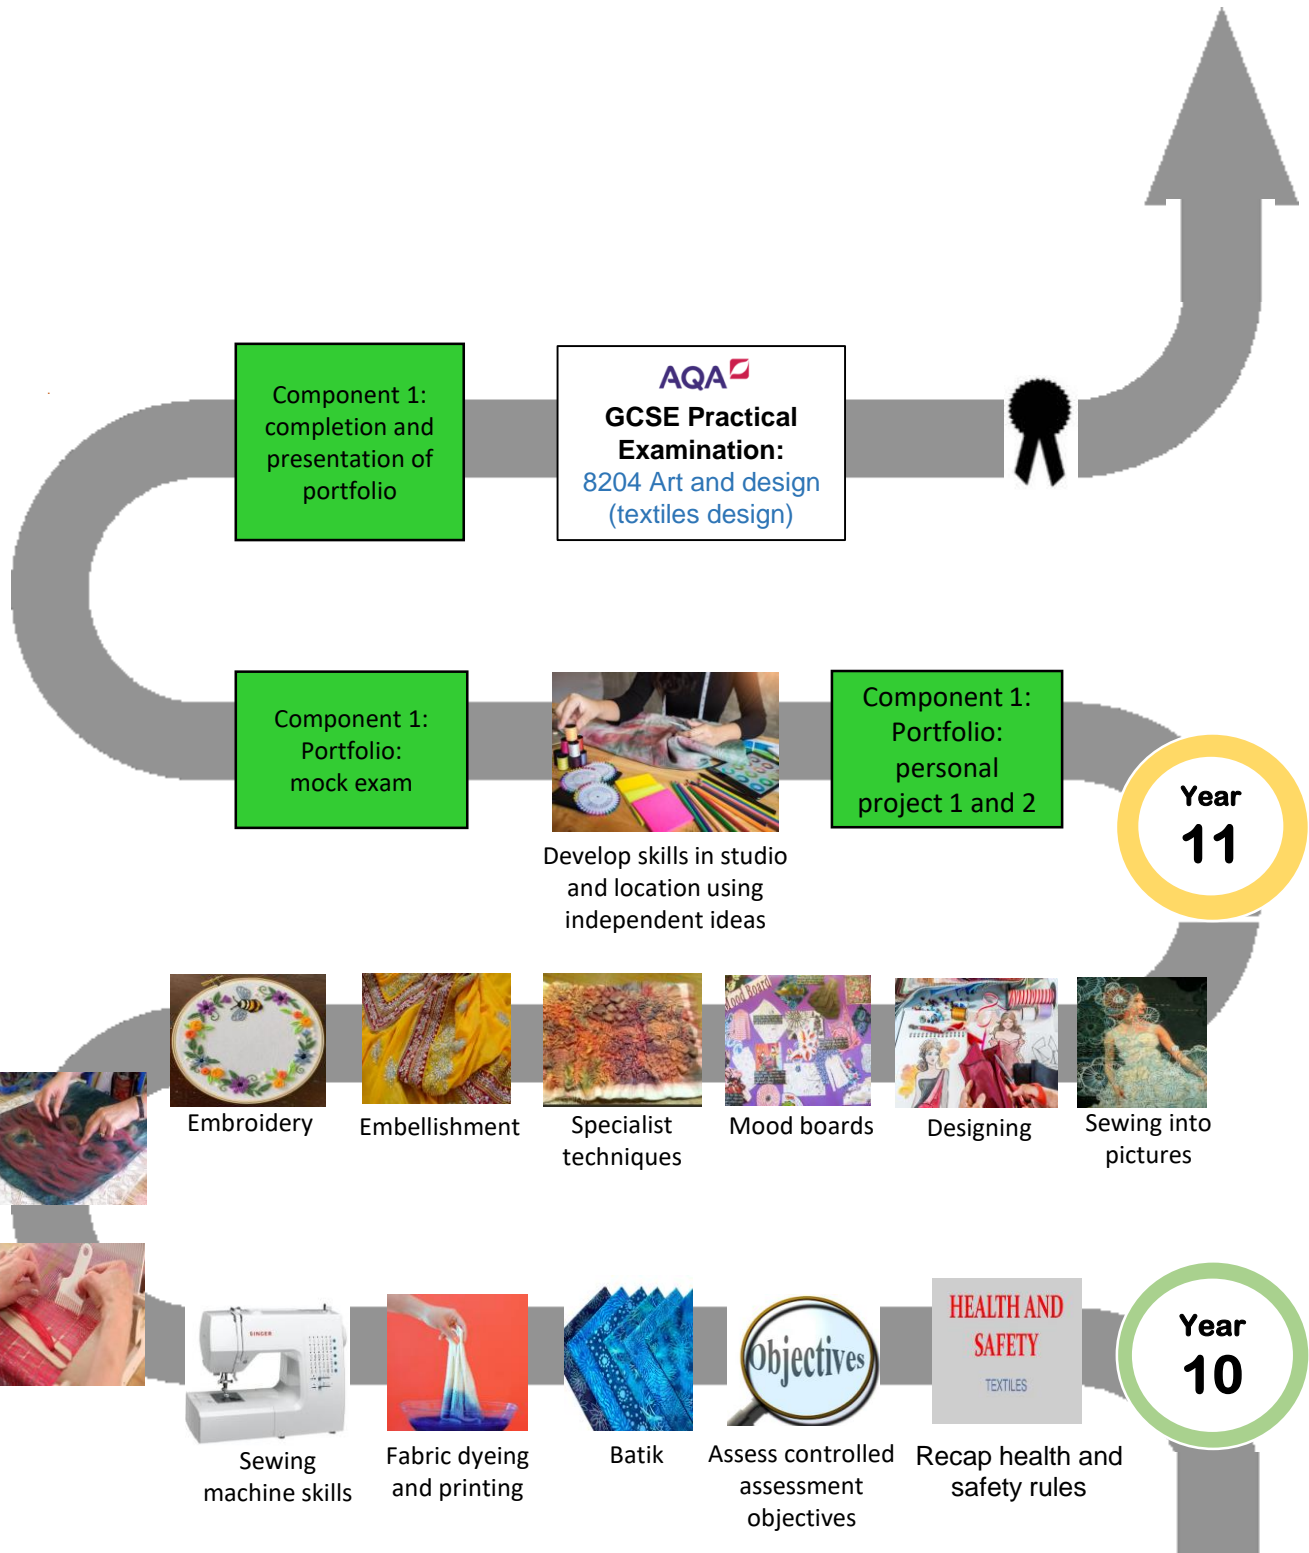 Component 1:
completion and
presentation of
portfolio
AQA
GCSE Practical
Examination:
8204 Art and design
(textiles design)
Component 1:
Portfolio:
mock exam
Develop skills in studio
and location using
independent ideas
Component 1:
Portfolio:
personal
project 1 and 2
Year
11
Embroidery
Embellishment
Specialist
techniques
Mood Board
Mood boards
Designing
Sewing into
pictures
SINGER
Sewing
machine skills
Fabric dyeing
and printing
Batik
Objectives
Assess controlled
assessment
objectives
HEALTH AND
SAFETY
TEXTILES
Recap health and
safety rules
Year
10